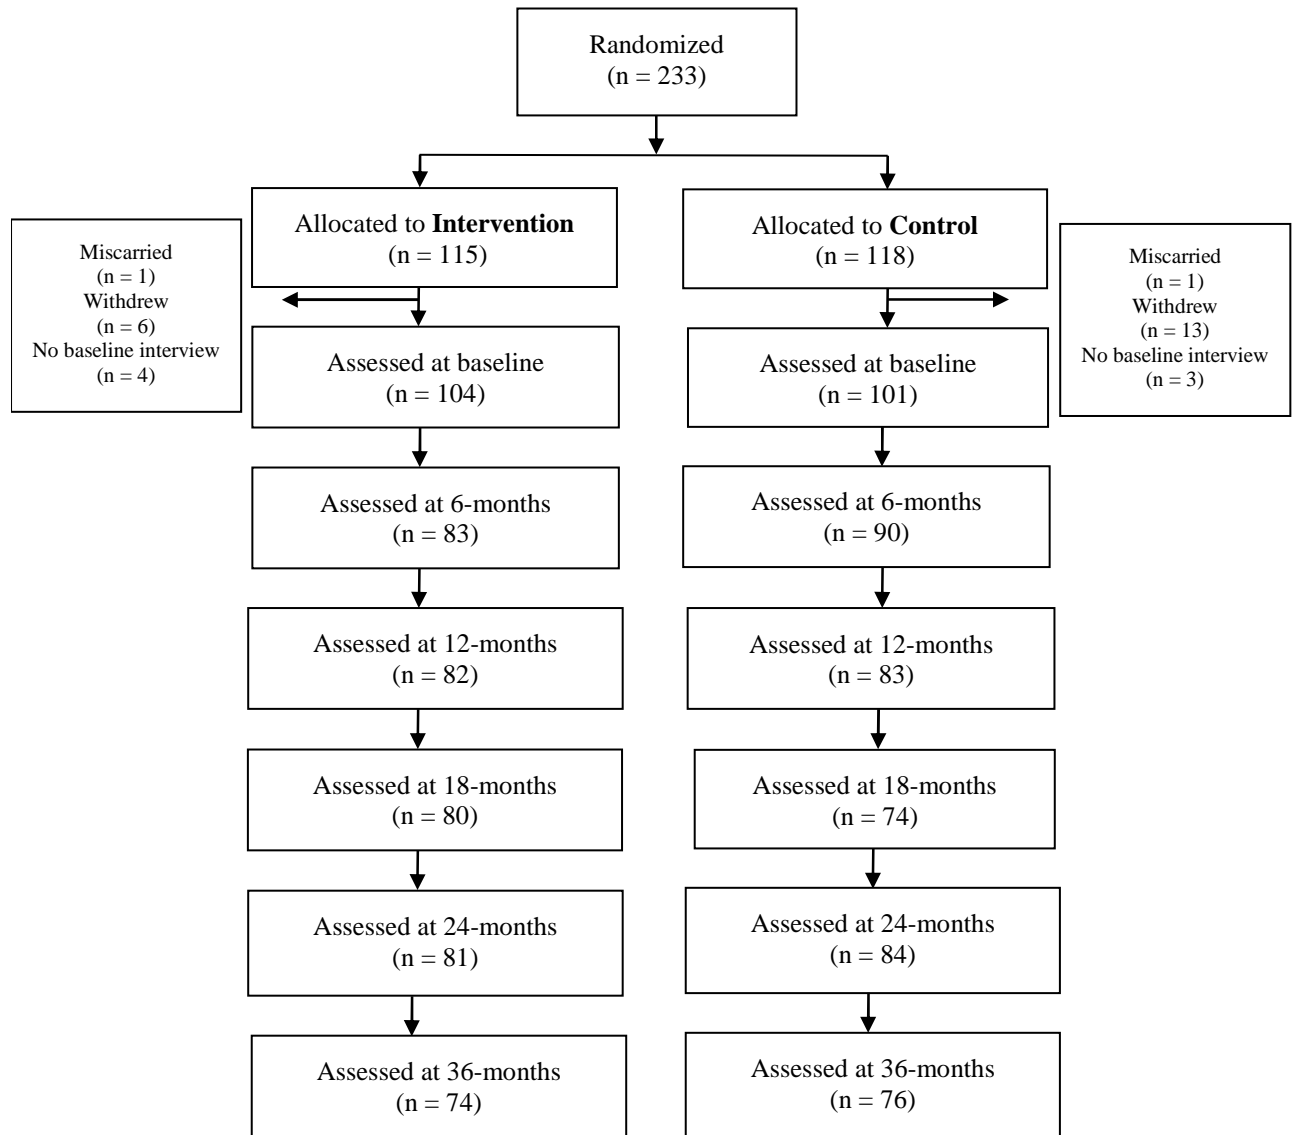 Randomized
(n = 233)
Allocated to Intervention
(n = 115)
Allocated to Control
(n = 118)
Miscarried
(n = 1)
Withdrew
(n = 6)
No baseline interview
(n = 4)
Miscarried
(n = 1)
Withdrew
(n = 13)
No baseline interview
(n = 3)
Assessed at baseline
(n = 104)
Assessed at baseline
(n = 101)
Assessed at 6-months
(n = 83)
Assessed at 6-months
(n = 90)
Assessed at 12-months
(n = 82)
Assessed at 12-months
(n = 83)
Assessed at 18-months
(n = 80)
Assessed at 18-months
(n = 74)
Assessed at 24-months
(n = 81)
Assessed at 24-months
(n = 84)
Assessed at 36-months
(n = 74)
Assessed at 36-months
(n = 76)